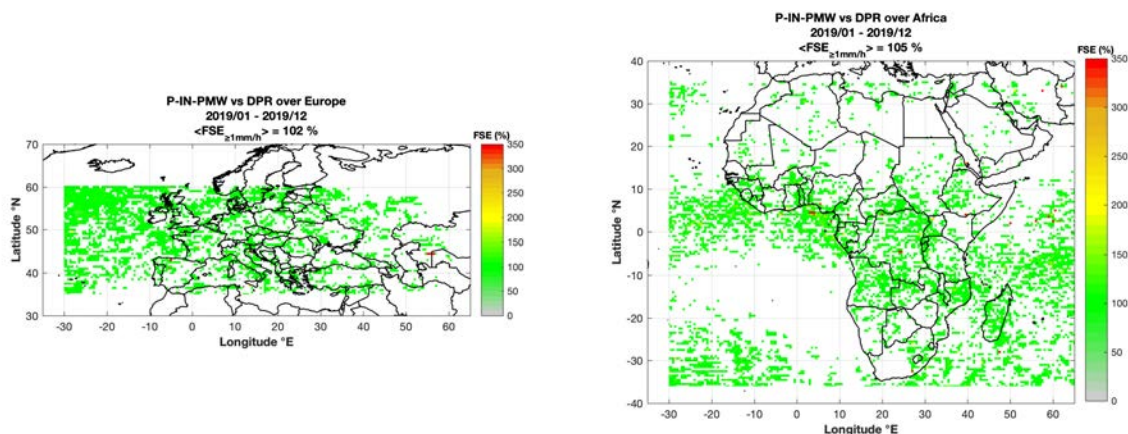 P-IN-PMW vs DPR over Europe
2019/01 - 2019/12
<FSE≥1mm/h> = 102 %
FSE (%)
70
60
50
40
30
Latitude °N
-30 -20 -10 0 10 20 30 40 50 60
Longitude °E
350
300
250
200
150
100
50
0
P-IN-PMW vs DPR over Africa
2019/01 - 2019/12
<FSE≥1mm/h> = 105 %
FSE (%)
40
30
20
10
0
-10
-20
-30
-40
Latitude °N
-30 -20 -10 0 10 20 30 40 50 60
Longitude °E
350
300
250
200
150
100
50
0